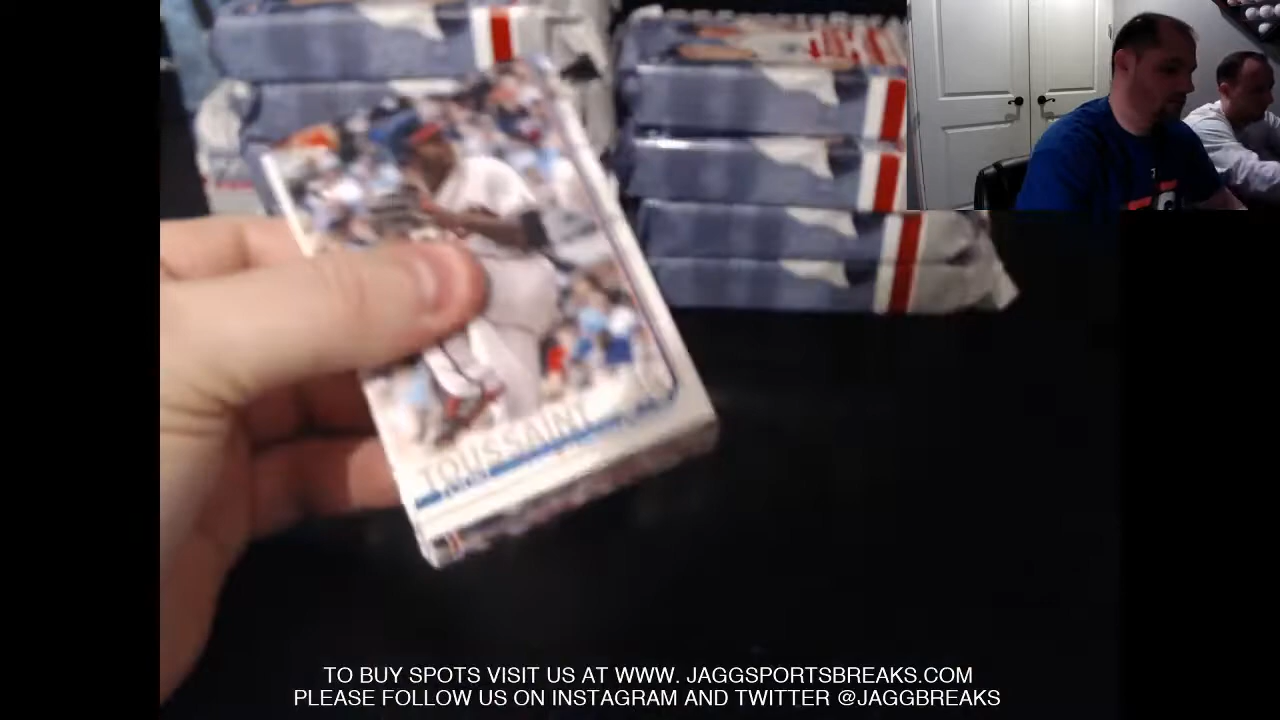 TOUSSAINT
TO BUY SPOTS VISIT US AT WWW. JAGGSPORTSBREAKS.COM
PLEASE FOLLOW US ON INSTAGRAM AND TWITTER @JAGGBREAKS